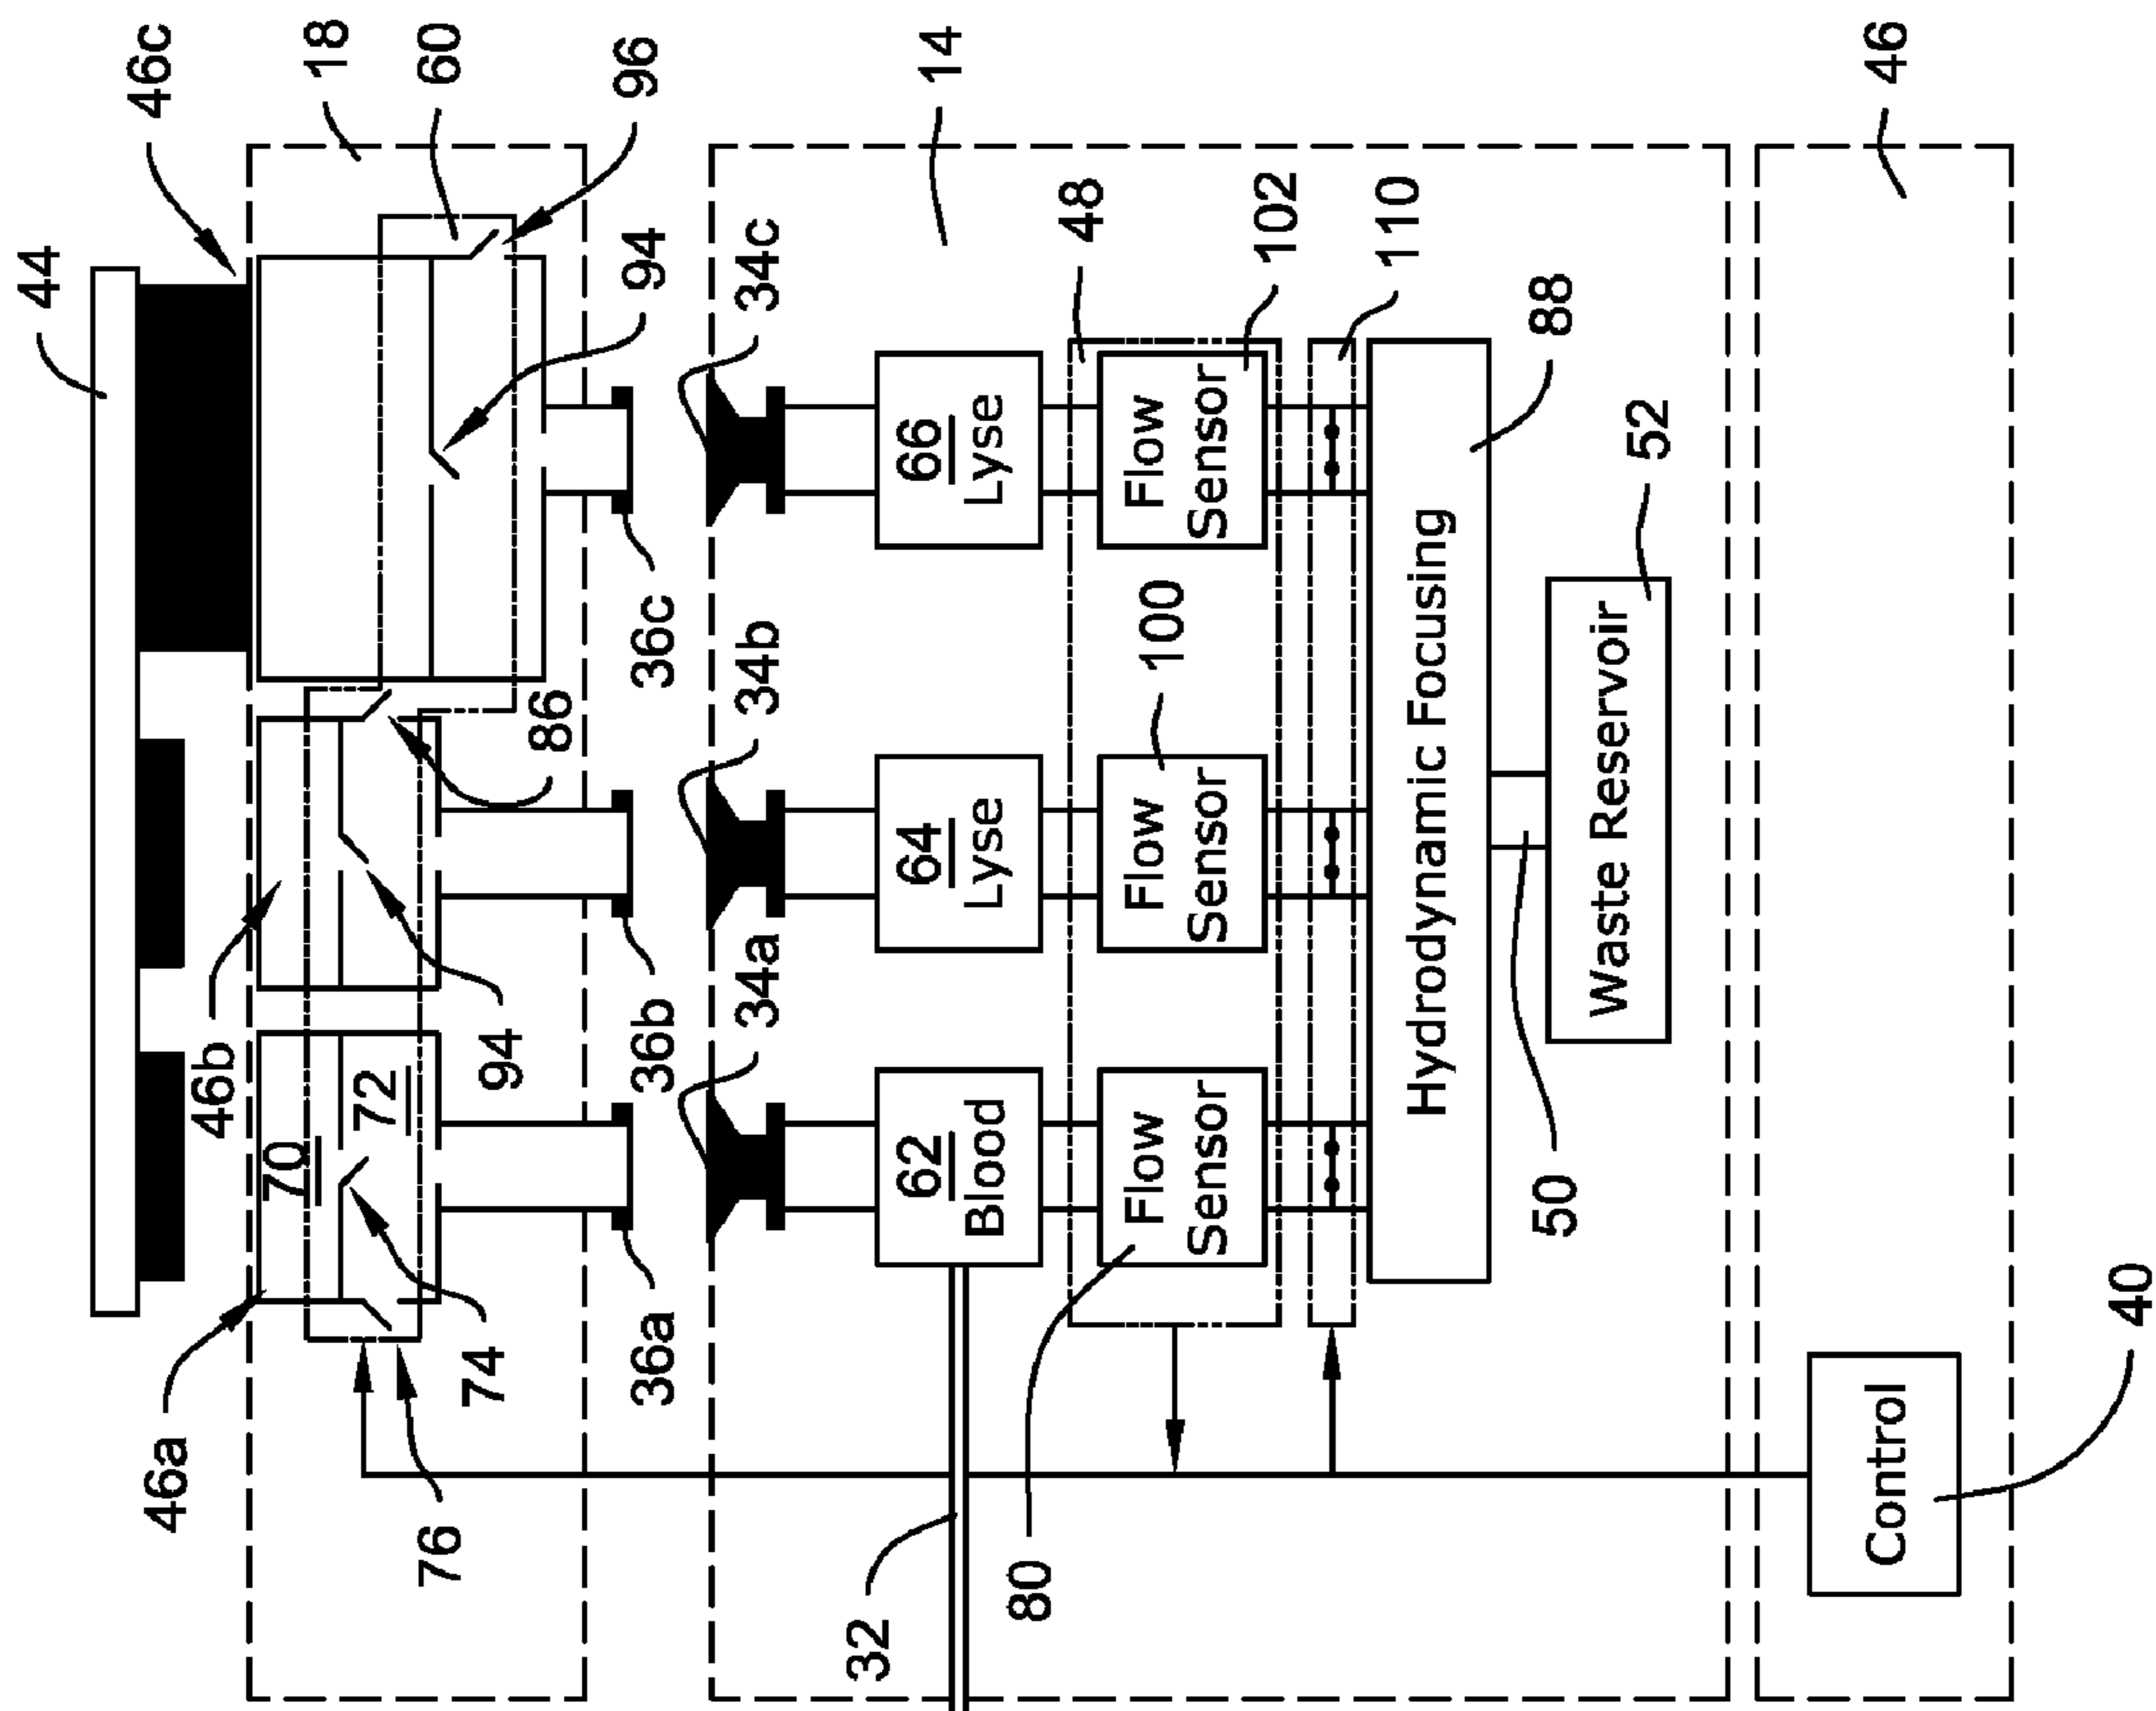 44
46c
18
60
96
94
86
46b
94
70
72
74
46a
76
36a
36b
36c
14
34a
34b
34c
48
102
110
100
62
Blood
64
Lyse
66
Lyse
Flow
Sensor
Flow
Sensor
Flow
Sensor
80
32
Hydrodynamic Focusing
88
50
Waste Reservoir
52
46
Control
40